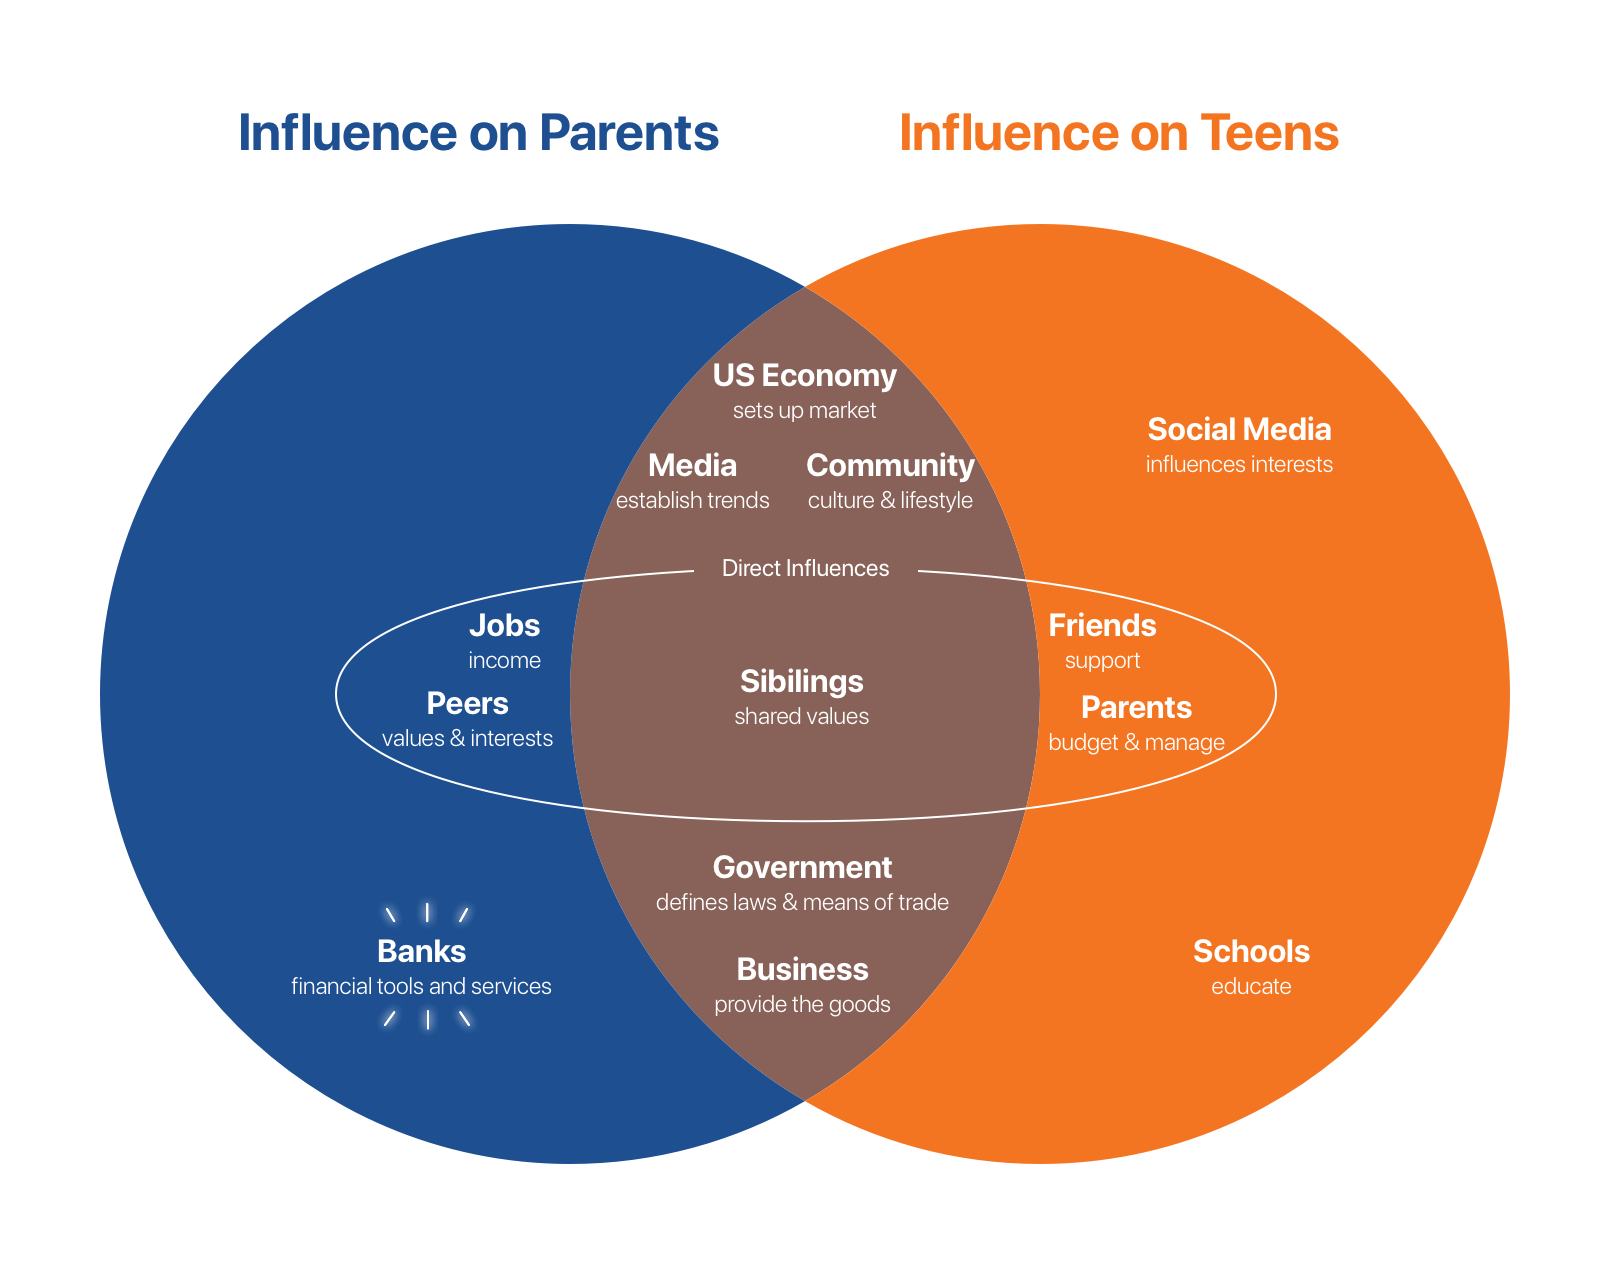 Influence on Parents
Influence on Teens
US Economy
sets up market
Media
establish trends
Community
culture & lifestyle
Social Media
influences interests
Direct Influences
Jobs
income
Peers
values & interests
Sibilings
shared values
Friends
support
Parents
budget & manage
Government
defines laws & means of trade
Banks
financial tools and services
Business
provide the goods
Schools
educate